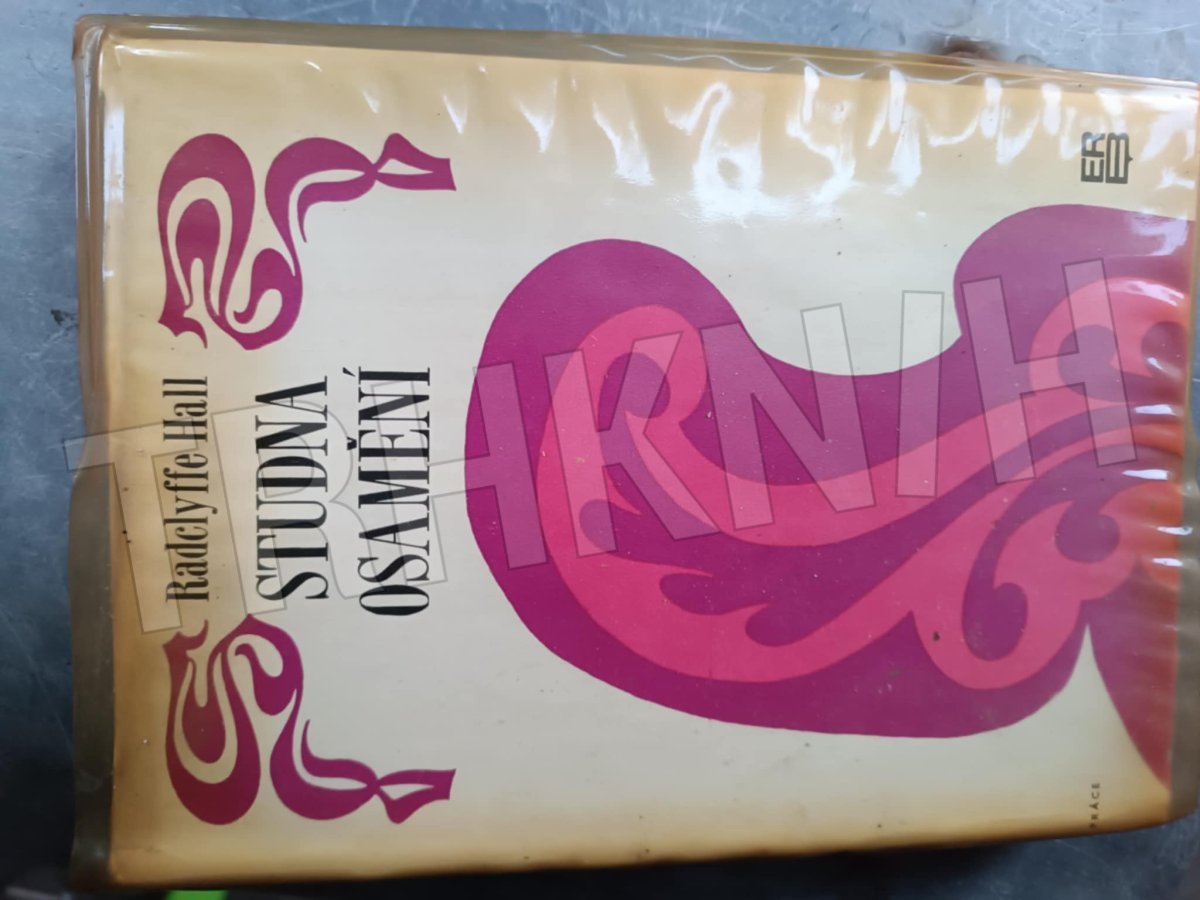 Radclyffe Hall
STUDNA
OSAMĚNÍ
PRÁCE
ERB
TRHKNIH